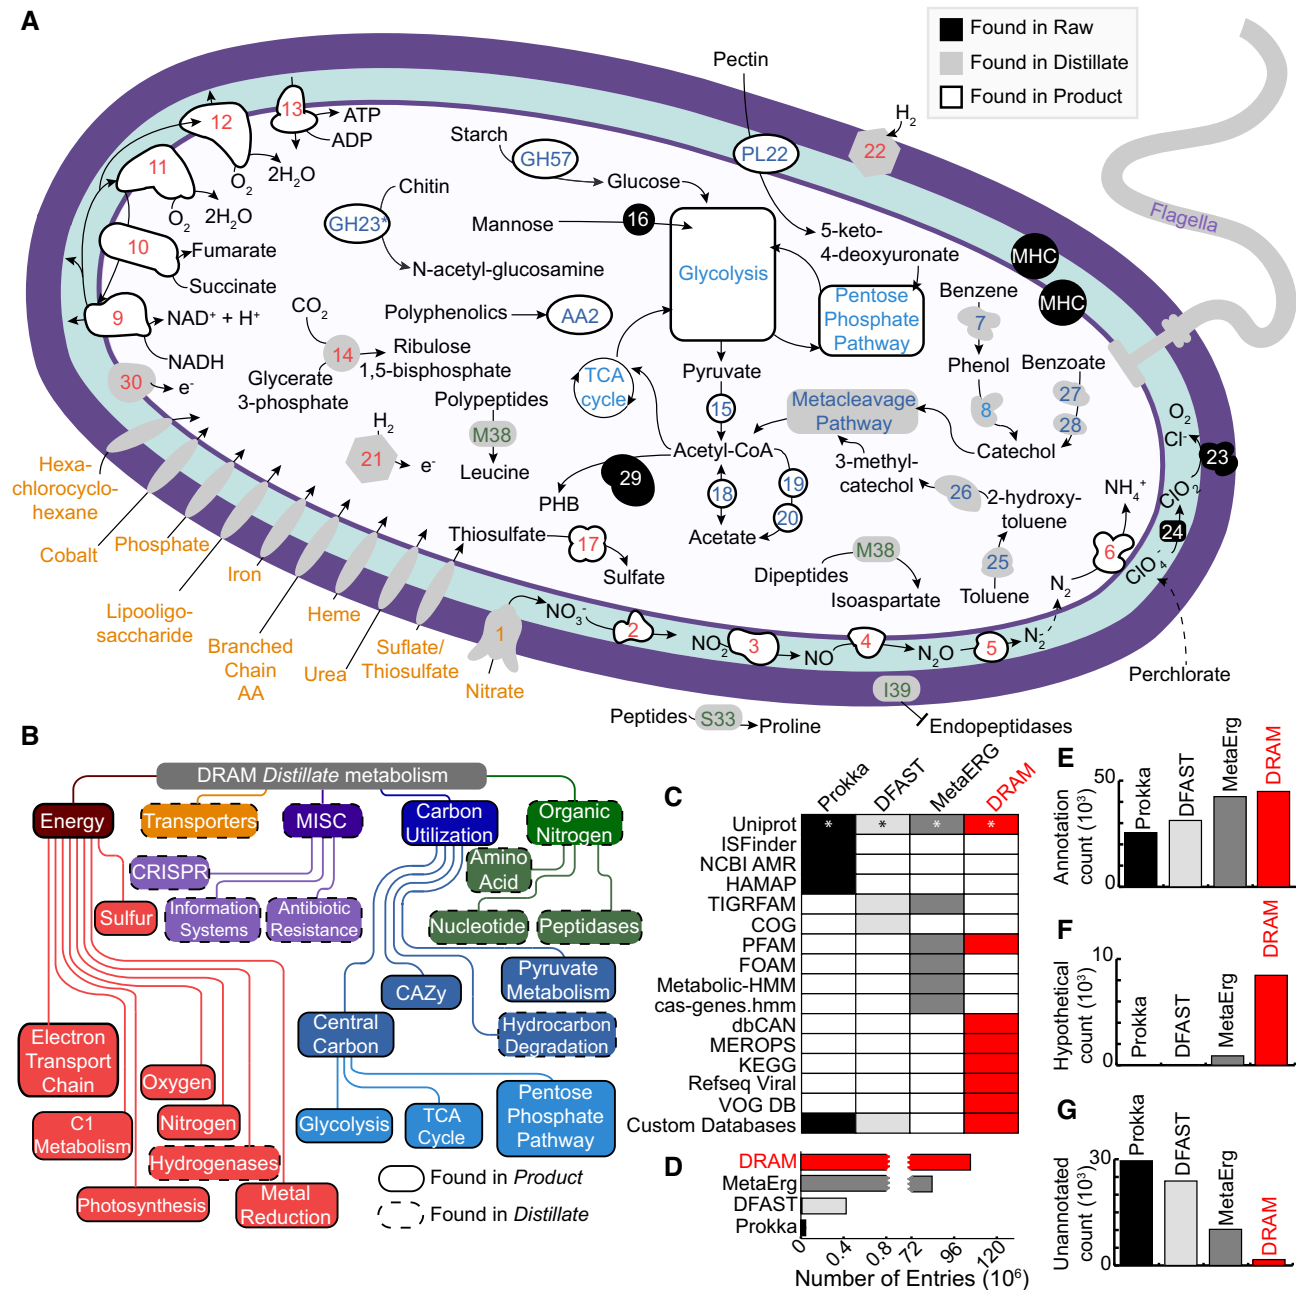 A
Found in Raw
Found in Distillate
Found in Product
Pectin
H2
22
PL22
13
ATP
ADP
12
O2
2H2O
11
O2
2H2O
10
Fumarate
Succinate
9
NAD+ + H+
NADH
30
e-
Starch
GH57
Glucose
Chitin
GH23*
N-acetyl-glucosamine
Mannose
16
Glycolysis
5-keto-
4-deoxyuronate
Pentose
Phosphate
Pathway
MHC
MHC
Flagella
Polyphenolics
AA2
CO2
14
Ribulose
1,5-bisphosphate
Glycerate
3-phosphate
TCA
cycle
Pyruvate
15
Acetyl-CoA
18
19
20
Acetate
29
PHB
Polypeptides
M38
Leucine
H2
21
e-
Benzene
7
Phenol
8
Catechol
Benzoate
27
28
Metacleavage
Pathway
3-methyl-
catechol
26
2-hydroxy-
toluene
25
Toluene
Thiosulfate
17
Sulfate
Dipeptides
M38
Isoaspartate
O2
Cl-
23
ClO2-
24
ClO4-
Perchlorate
NH4+
6
N2
Hexa-
chlorocyclo-
hexane
Cobalt
Phosphate
Lipooligo-
saccharide
Iron
Branched
Chain
AA
Heme
Urea
Suflate/
Thiosulfate
1
Nitrate
NO3-
2
NO2-
3
NO
4
N2O
5
N2-
I39
Endopeptidases
Peptides
S33
Proline
B
DRAM Distillate metabolism
Energy
Transporters
MISC
Carbon
Utilization
Organic
Nitrogen
CRISPR
Sulfur
Information
Systems
Antibiotic
Resistance
Amino
Acid
Nucleotide
Peptidases
Pyruvate
Metabolism
CAZy
Central
Carbon
Hydrocarbon
Degradation
Electron
Transport
Chain
Oxygen
C1
Metabolism
Nitrogen
Hydrogenases
Photosynthesis
Metal
Reduction
Glycolysis
TCA
Cycle
Pentose
Phosphate
Pathway
Found in Product
Found in Distillate
C
Prokka
DFAST
MetaERG
DRAM
Uniprot * * * *
ISFinder
NCBI AMR
HAMAP
TIGRFAM
COG
PFAM
FOAM
Metabolic-HMM
cas-genes.hmm
dbCAN
MEROPS
KEGG
Refseq Viral
VOG DB
Custom Databases
D
DRAM
MetaErg
DFAST
Prokka
0 0.4 0.8 72 96 120
Number of Entries (10^6)
E
Annotation
count (10^3)
50
0
Prokka
DFAST
MetaErg
DRAM
F
Hypothetical
count (10^3)
10
0
Prokka
DFAST
MetaErg
DRAM
G
Unannotated
count (10^3)
30
0
Prokka
DFAST
MetaErg
DRAM